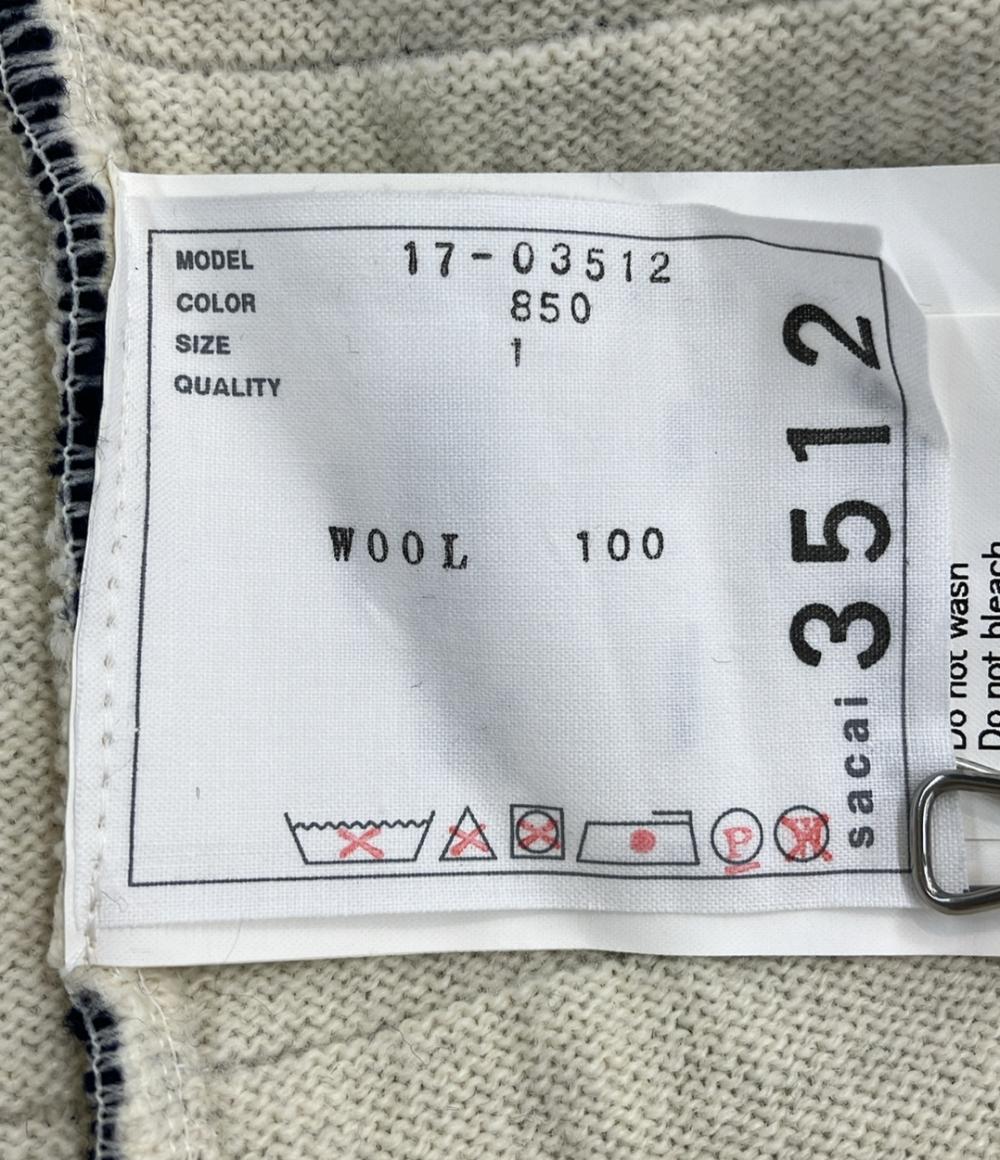 MODEL 17-03512
COLOR 850
SIZE 1
QUALITY
WOOL 100
P
W
sacai 3512
Do not wash
Do not bleach